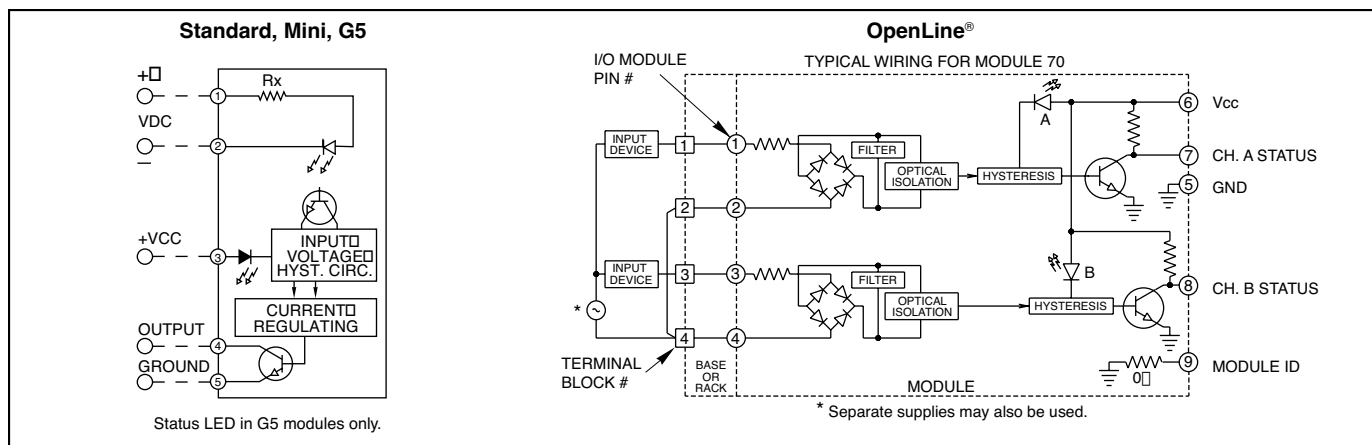 Standard, Mini, G5
+□
Rx
1
VDC
2
–
+VCC
3
INPUT□
VOLTAGE□
HYST. CIRC.
CURRENT□
REGULATING
OUTPUT
4
GROUND
5
Status LED in G5 modules only.
OpenLine®
I/O MODULE
PIN #
TYPICAL WIRING FOR MODULE 70
A
6
Vcc
INPUT
DEVICE
1
1
FILTER
OPTICAL
ISOLATION
HYSTERESIS
7
CH. A STATUS
5
GND
2
2
INPUT
DEVICE
3
3
FILTER
OPTICAL
ISOLATION
B
HYSTERESIS
8
CH. B STATUS
*
~
4
4
TERMINAL
BLOCK #
BASE
OR
RACK
MODULE
0□
9
MODULE ID
* Separate supplies may also be used.